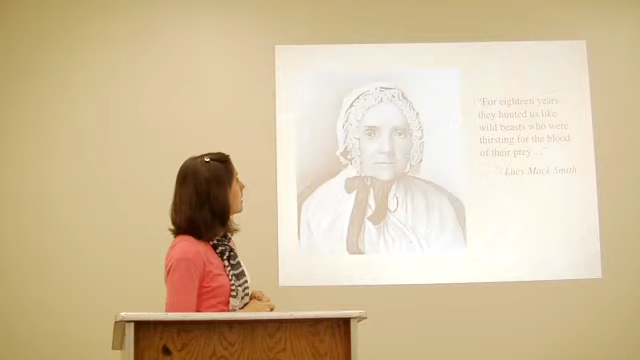 "For eighteen years
they hunted us like
wild beasts who were
thirsting for the blood
of their prey ..."
Lucy Mack Smith